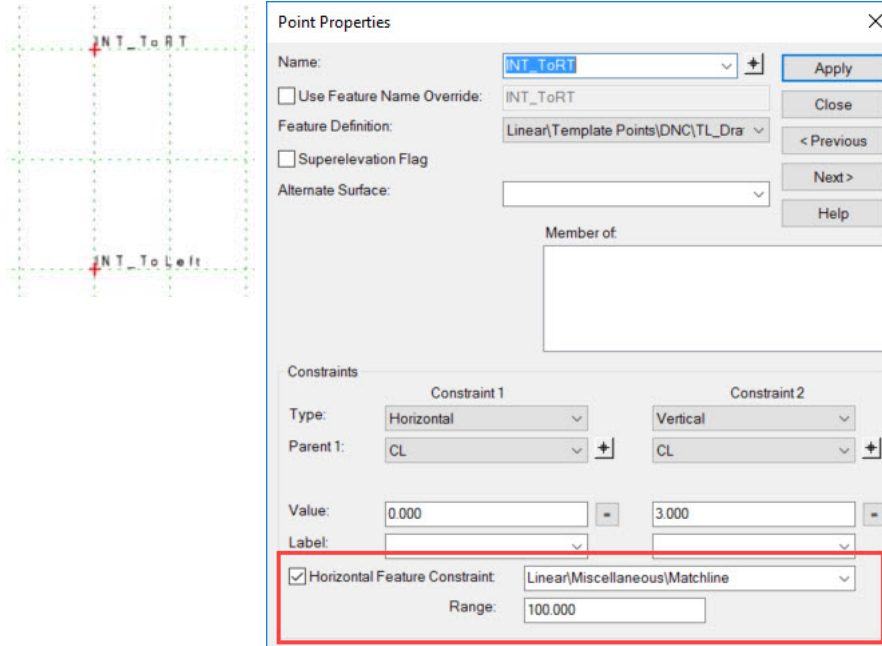 INT_ToRT
INT_ToLeft
Point Properties
Name:
INT_ToRT
Apply
Use Feature Name Override:
INT_ToRT
Close
Feature Definition:
Linear\Template Points\DNC\TL_Dra
< Previous
Superelevation Flag
Next >
Alternate Surface:
Help
Member of:
Constraints
Constraint 1
Constraint 2
Type:
Horizontal
Vertical
Parent 1:
CL
CL
Value:
0.000
=
3.000
=
Label:
Horizontal Feature Constraint:
Linear\Miscellaneous\Matchline
Range:
100.000